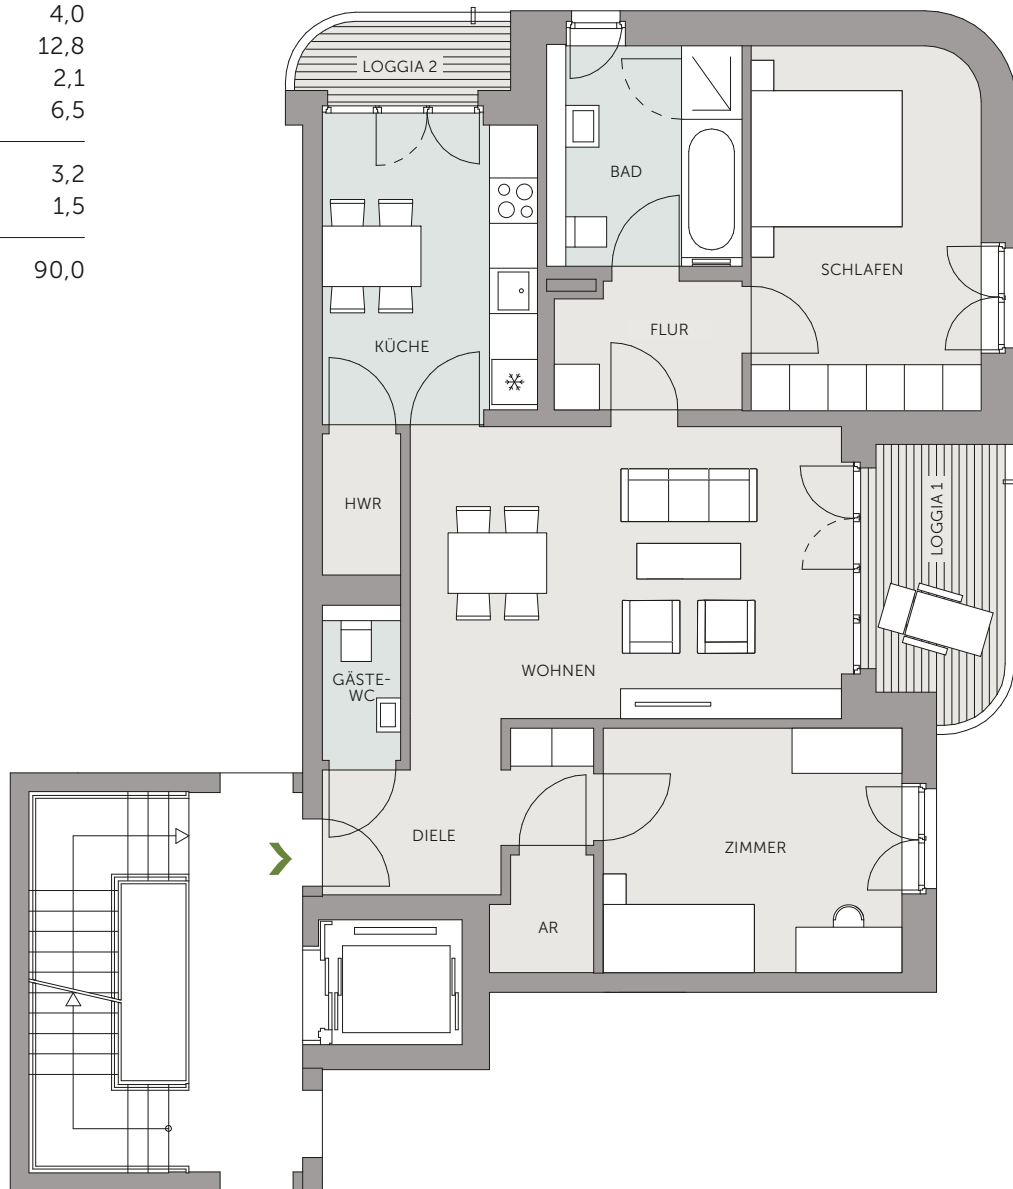 4,0
12,8
2,1
6,5
3,2
1,5
90,0
LOGGIA 2
BAD
SCHLAFEN
FLUR
KÜCHE
HWR
LOGGIA 1
WOHNEN
GÄSTE-
WC
DIELE
ZIMMER
AR